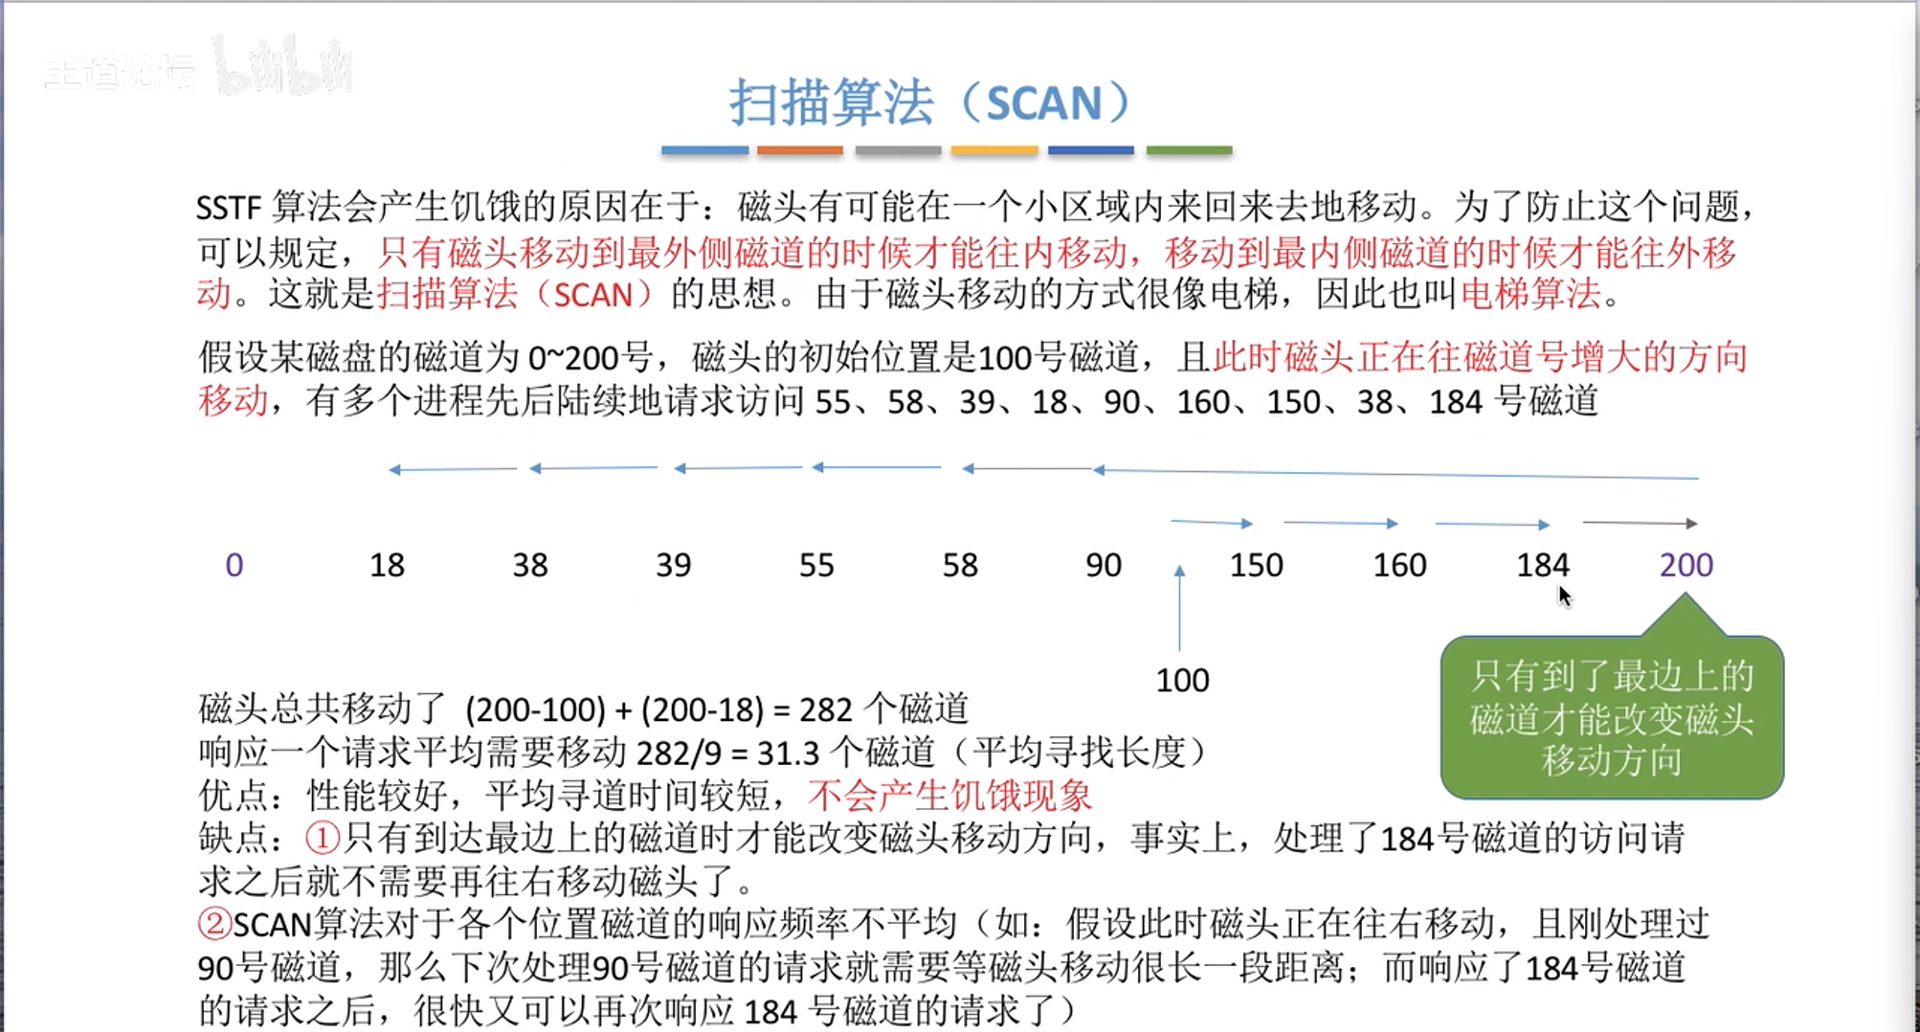 王道论坛 bilibili
扫描算法（SCAN）
SSTF 算法会产生饥饿的原因在于：磁头有可能在一个小区域内来回来去地移动。为了防止这个问题，
可以规定，只有磁头移动到最外侧磁道的时候才能往内移动，移动到最内侧磁道的时候才能往外移
动。这就是扫描算法（SCAN）的思想。由于磁头移动的方式很像电梯，因此也叫电梯算法。
假设某磁盘的磁道为 0~200号，磁头的初始位置是100号磁道，且此时磁头正在往磁道号增大的方向
移动，有多个进程先后陆续地请求访问 55、58、39、18、90、160、150、38、184 号磁道
0 18 38 39 55 58 90 150 160 184 200
100
只有到了最边上的
磁道才能改变磁头
移动方向
磁头总共移动了 (200-100) + (200-18) = 282 个磁道
响应一个请求平均需要移动 282/9 = 31.3 个磁道（平均寻找长度）
优点：性能较好，平均寻道时间较短，不会产生饥饿现象
缺点：①只有到达最边上的磁道时才能改变磁头移动方向，事实上，处理了184号磁道的访问请
求之后就不需要再往右移动磁头了。
②SCAN算法对于各个位置磁道的响应频率不平均（如：假设此时磁头正在往右移动，且刚处理过
90号磁道，那么下次处理90号磁道的请求就需要等磁头移动很长一段距离；而响应了184号磁道
的请求之后，很快又可以再次响应 184 号磁道的请求了）